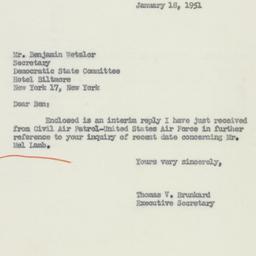 January 18, 1951
Mr. Benjamin Wetzler
Secretary
Democratic State Committee
Hotel Biltmore
New York 17, New York
Dear Ben:
Enclosed is an interim reply I have just received
from Civil Air Patrol-United States Air Force in further
reference to your inquiry of recent date concerning Mr.
Mel Lamb.
Yours very sincerely,
Thomas V. Brunkard
Executive Secretary